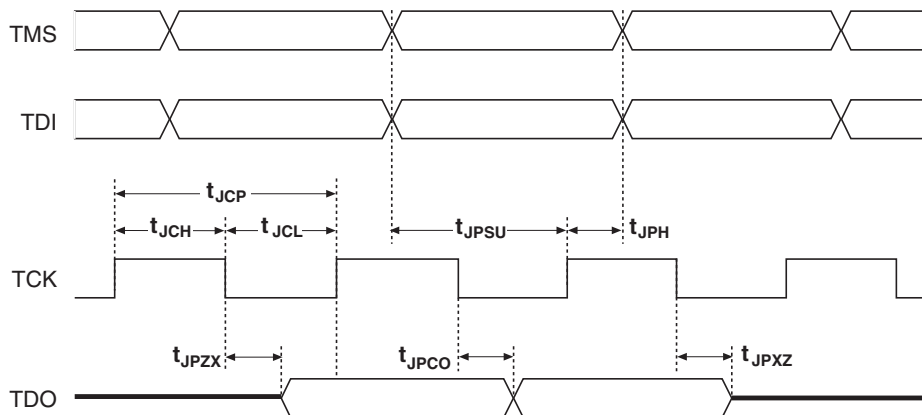 TMS
TDI
tJCP
tJCH tJCL tJPSU tJPH
TCK
tJPZX tJPCO tJPXZ
TDO